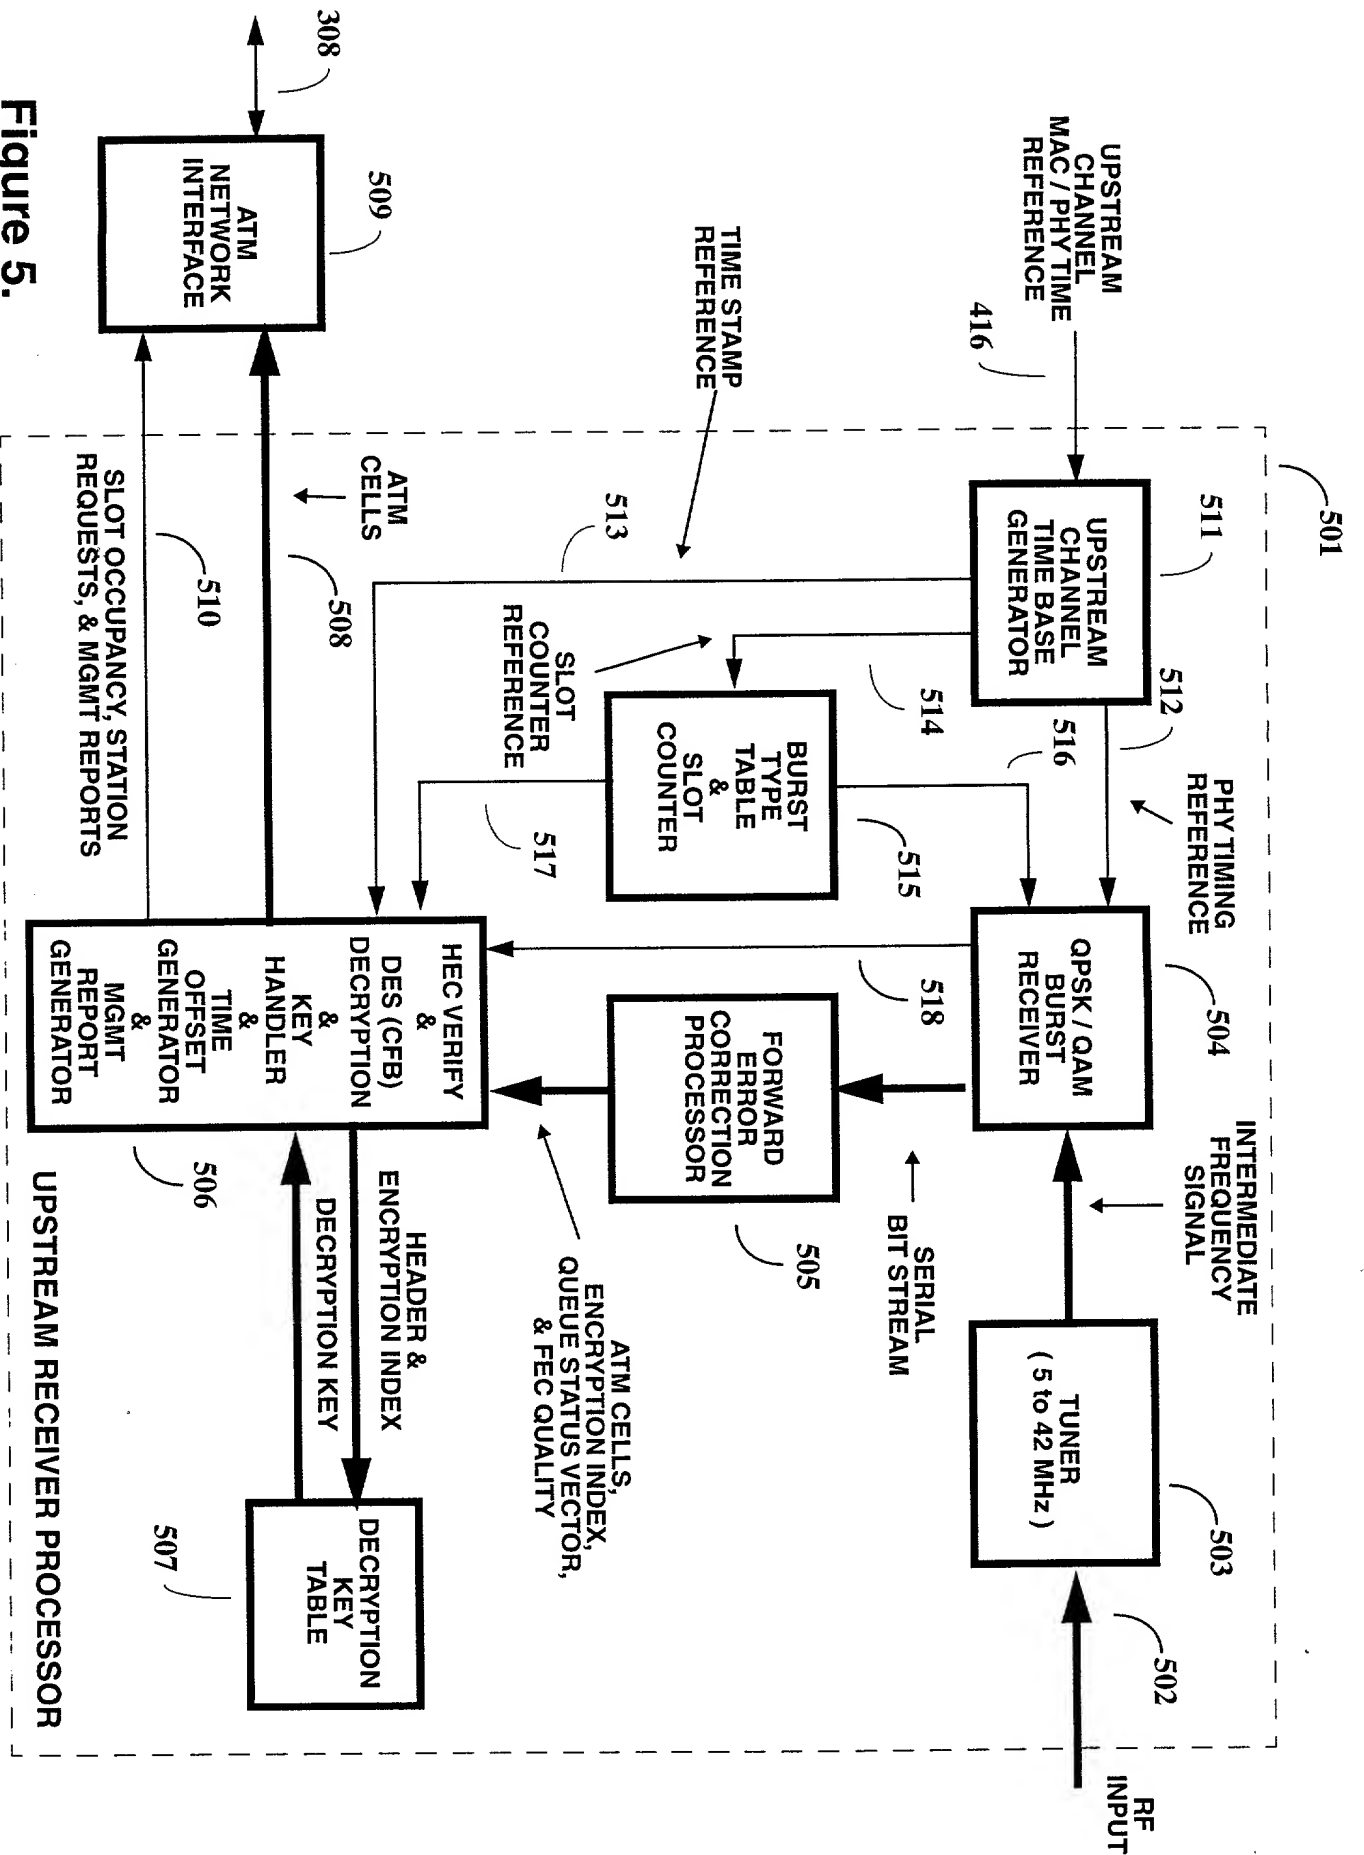 501
UPSTREAM
CHANNEL
MAC / PHY TIME
REFERENCE
416
511
UPSTREAM
CHANNEL
TIME BASE
GENERATOR
512
PHY TIMING
REFERENCE
516
504
QPSK / QAM
BURST
RECEIVER
INTERMEDIATE
FREQUENCY
SIGNAL
TUNER
( 5 to 42 MHz )
503
502
RF
INPUT
TIME STAMP
REFERENCE
513
514
SLOT
COUNTER
REFERENCE
BURST
TYPE
TABLE
&
SLOT
COUNTER
515
517
518
FORWARD
ERROR
CORRECTION
PROCESSOR
505
SERIAL
BIT STREAM
ATM CELLS,
ENCRYPTION INDEX,
QUEUE STATUS VECTOR,
& FEC QUALITY
308
509
ATM
NETWORK
INTERFACE
ATM
CELLS
508
510
SLOT OCCUPANCY, STATION
REQUESTS, & MGMT REPORTS
HEC VERIFY
&
DES (CFB)
DECRYPTION
&
KEY
HANDLER
&
TIME
OFFSET
GENERATOR
&
MGMT
REPORT
GENERATOR
506
HEADER &
ENCRYPTION INDEX
DECRYPTION KEY
DECRYPTION
KEY
TABLE
507
UPSTREAM RECEIVER PROCESSOR
Figure 5.